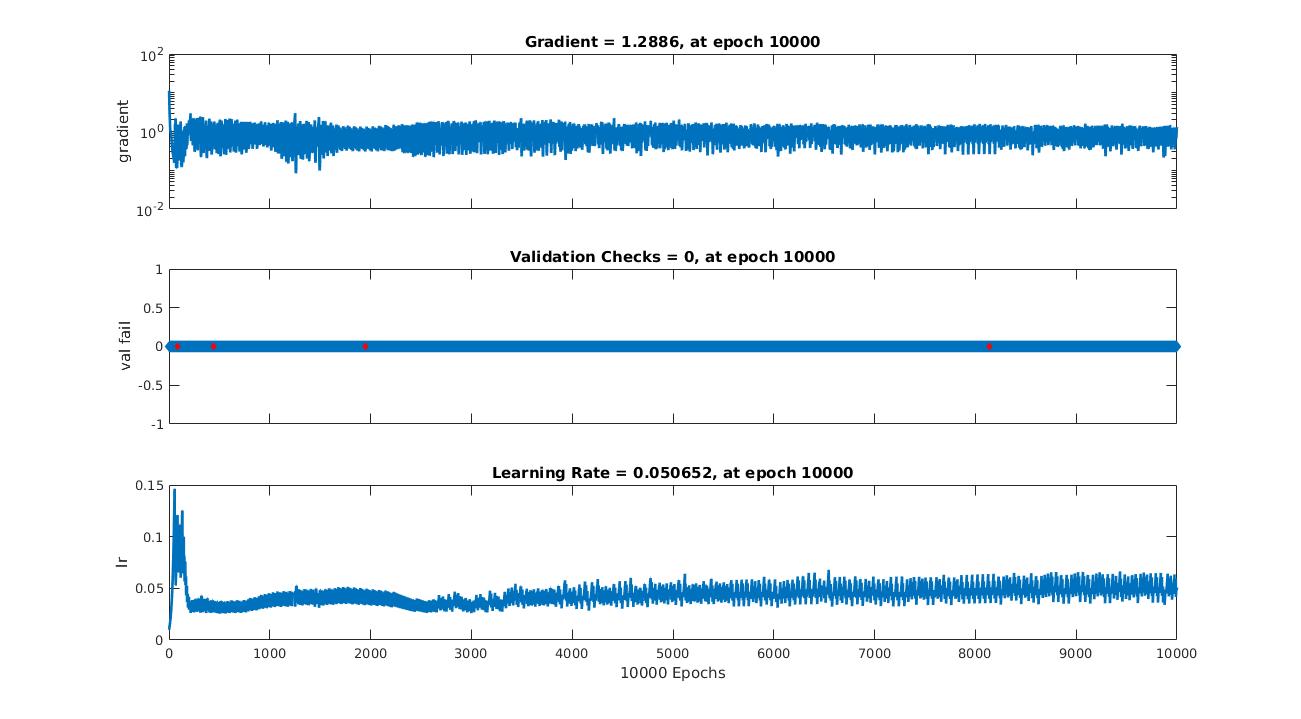 Gradient = 1.2886, at epoch 10000
10^2
10^0
10^-2
gradient
Validation Checks = 0, at epoch 10000
1
0.5
0
-0.5
-1
val fail
Learning Rate = 0.050652, at epoch 10000
0.15
0.1
0.05
0
lr
0 1000 2000 3000 4000 5000 6000 7000 8000 9000 10000
10000 Epochs